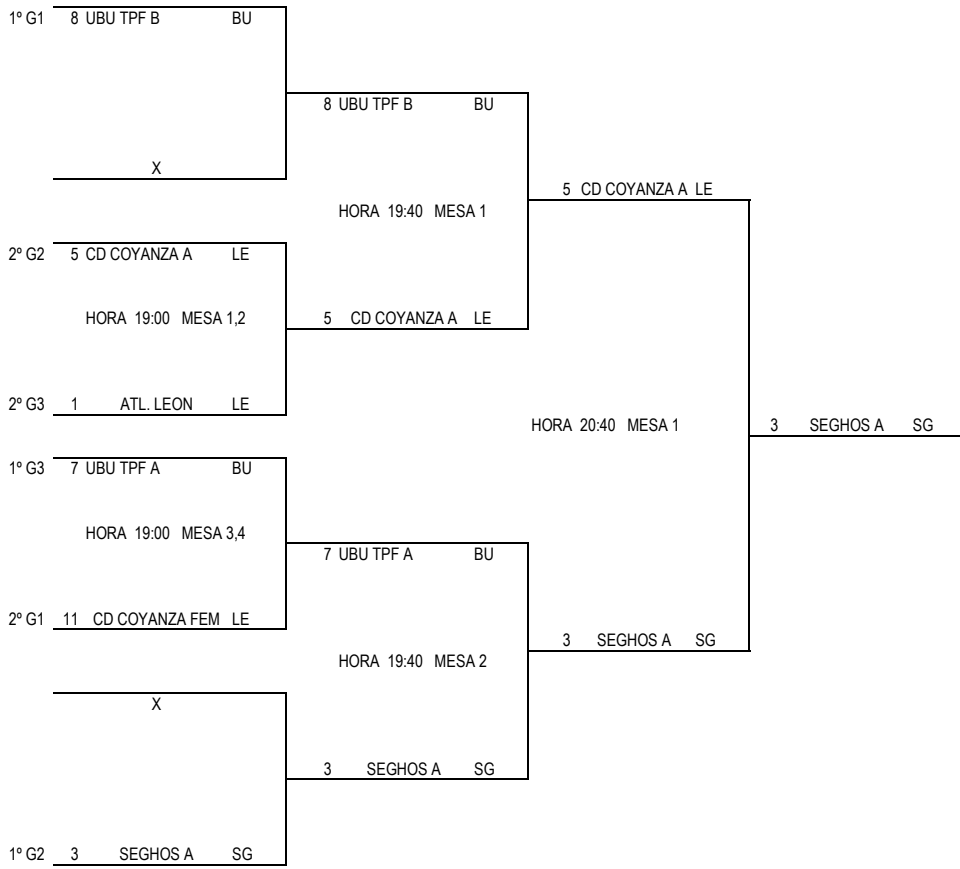 1º G1 8 UBU TPF B BU
8 UBU TPF B BU
X
5 CD COYANZA A LE
HORA 19:40 MESA 1
2º G2 5 CD COYANZA A LE
HORA 19:00 MESA 1,2
5 CD COYANZA A LE
2º G3 1 ATL. LEON LE
HORA 20:40 MESA 1
3 SEGHOS A SG
1º G3 7 UBU TPF A BU
HORA 19:00 MESA 3,4
7 UBU TPF A BU
2º G1 11 CD COYANZA FEM LE
3 SEGHOS A SG
HORA 19:40 MESA 2
X
3 SEGHOS A SG
1º G2 3 SEGHOS A SG